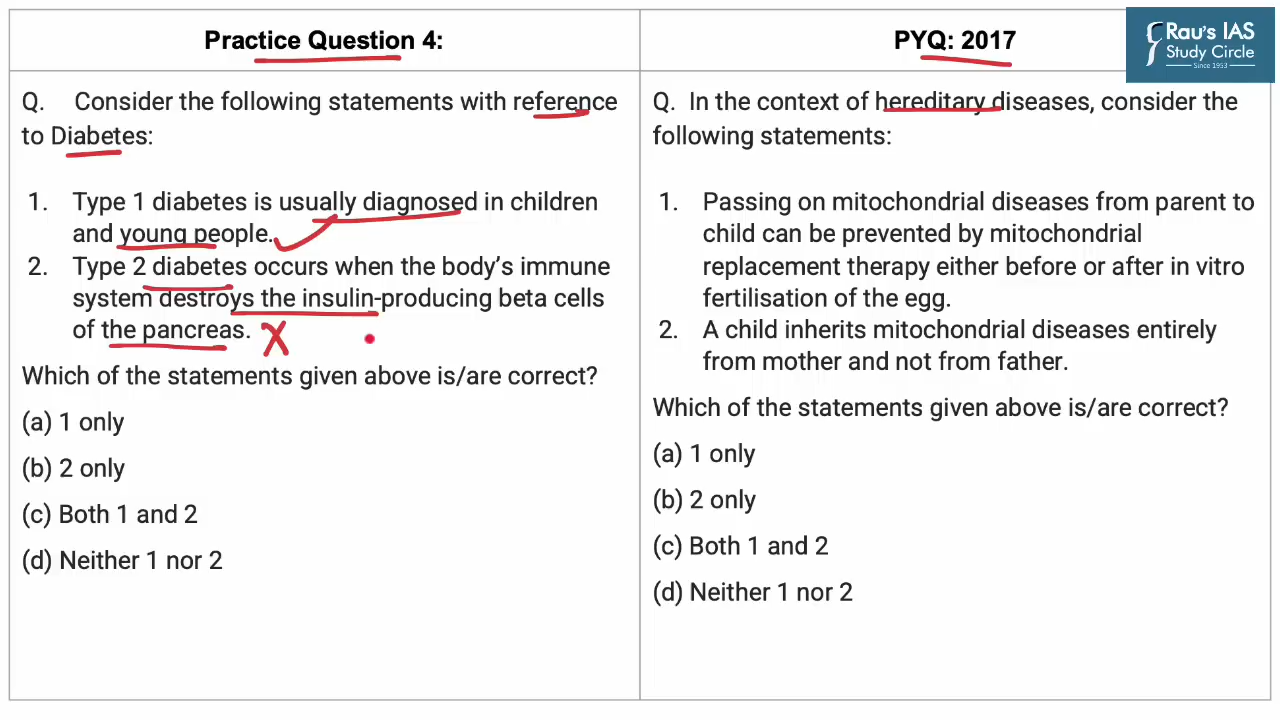 Practice Question 4:
Q. Consider the following statements with reference
to Diabetes:
1. Type 1 diabetes is usually diagnosed in children
and young people.
2. Type 2 diabetes occurs when the body's immune
system destroys the insulin-producing beta cells
of the pancreas. X
Which of the statements given above is/are correct?
(a) 1 only
(b) 2 only
(c) Both 1 and 2
(d) Neither 1 nor 2
PYQ: 2017
Rau's IAS
Study Circle
Since 1953
Q. In the context of hereditary diseases, consider the
following statements:
1. Passing on mitochondrial diseases from parent to
child can be prevented by mitochondrial
replacement therapy either before or after in vitro
fertilisation of the egg.
2. A child inherits mitochondrial diseases entirely
from mother and not from father.
Which of the statements given above is/are correct?
(a) 1 only
(b) 2 only
(c) Both 1 and 2
(d) Neither 1 nor 2